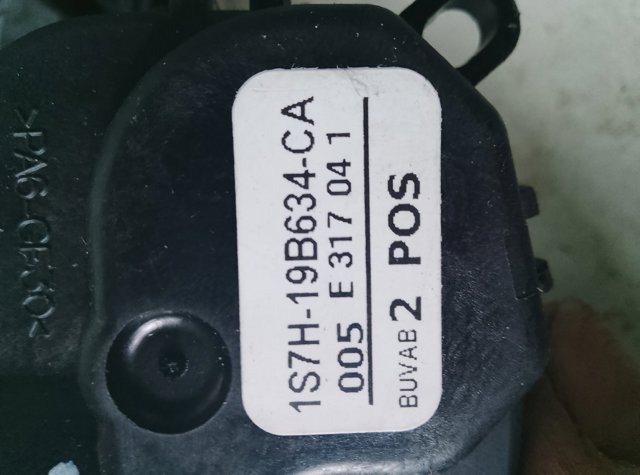 >PA6-GF30<
1S7H-19B634-CA
005 E 317 04 1
BUVAB 2 POS